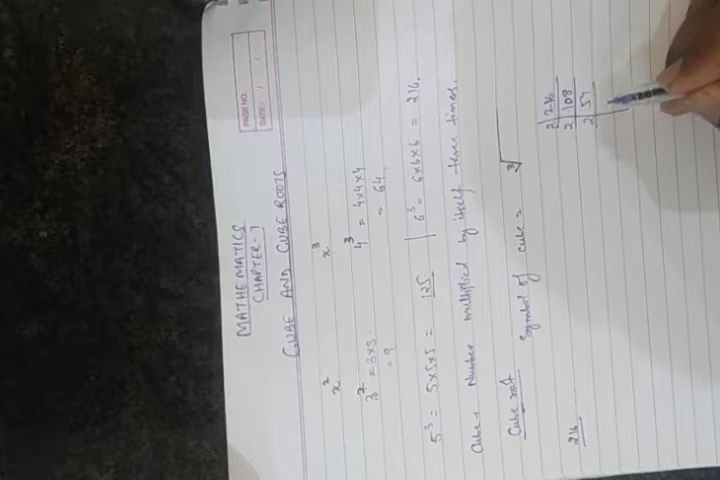 PAGE NO.
DATE: / /
MATHEMATICS
CHAPTER-7
CUBE AND CUBE ROOTS
x² x³
3² = 3×3. 4³ = 4×4×4
= 9 = 64
5³ = 5×5×5 = 125 | 6³ = 6×6×6 = 216.
Cube → Number multiplied by itself three times.
Cube root Symbol of cube = ³√
216
2 | 216
2 | 108
2 | 54